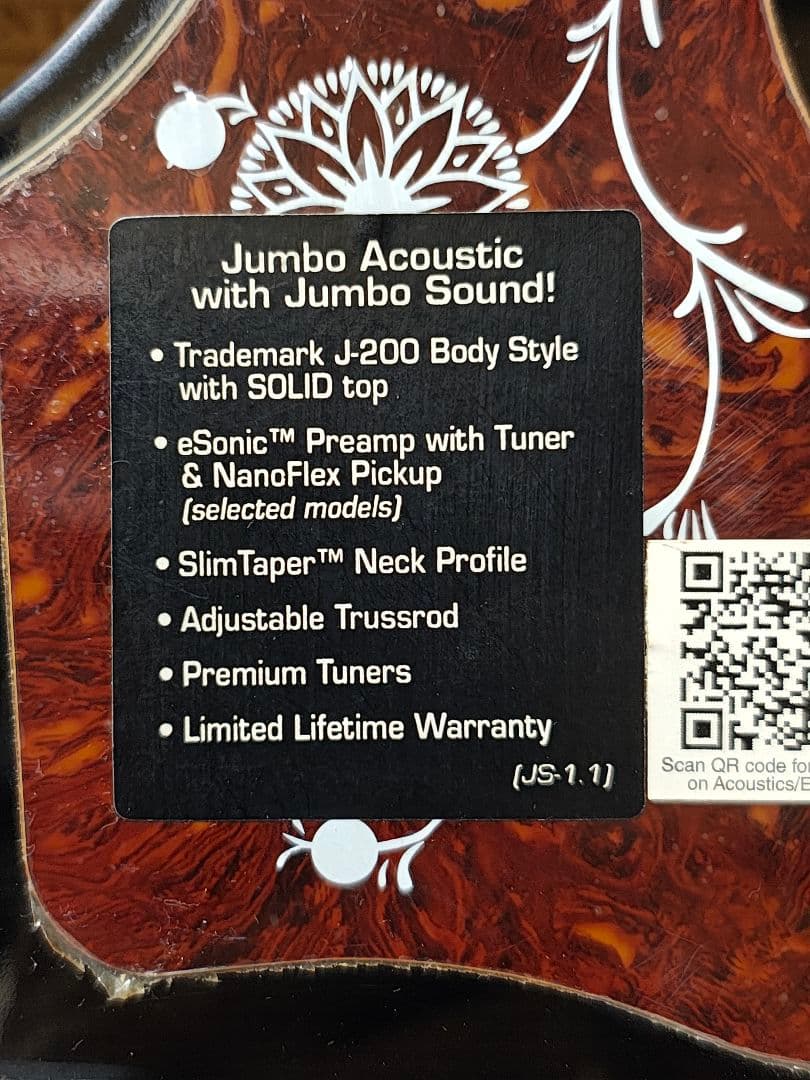 Jumbo Acoustic
with Jumbo Sound!
• Trademark J-200 Body Style
with SOLID top
• eSonic™ Preamp with Tuner
& NanoFlex Pickup
(selected models)
• SlimTaper™ Neck Profile
• Adjustable Trussrod
• Premium Tuners
• Limited Lifetime Warranty
(JS-1.1)
Scan QR code for
on Acoustics/E